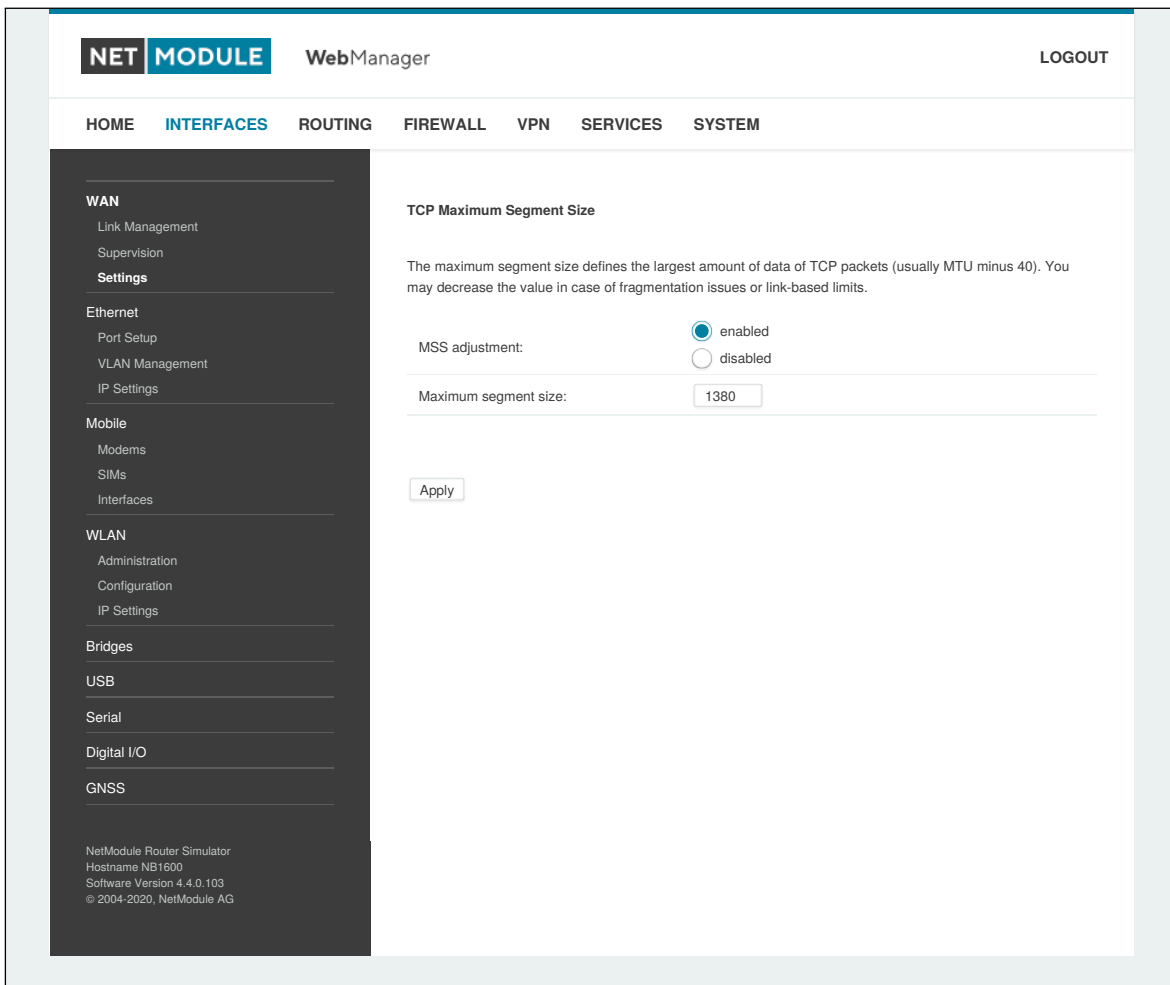 NET MODULE WebManager LOGOUT
HOME INTERFACES ROUTING FIREWALL VPN SERVICES SYSTEM
WAN
Link Management
Supervision
Settings
Ethernet
Port Setup
VLAN Management
IP Settings
Mobile
Modems
SIMs
Interfaces
WLAN
Administration
Configuration
IP Settings
Bridges
USB
Serial
Digital I/O
GNSS
NetModule Router Simulator
Hostname NB1600
Software Version 4.4.0.103
© 2004-2020, NetModule AG
TCP Maximum Segment Size
The maximum segment size defines the largest amount of data of TCP packets (usually MTU minus 40). You
may decrease the value in case of fragmentation issues or link-based limits.
MSS adjustment:
enabled
disabled
Maximum segment size: 1380
Apply